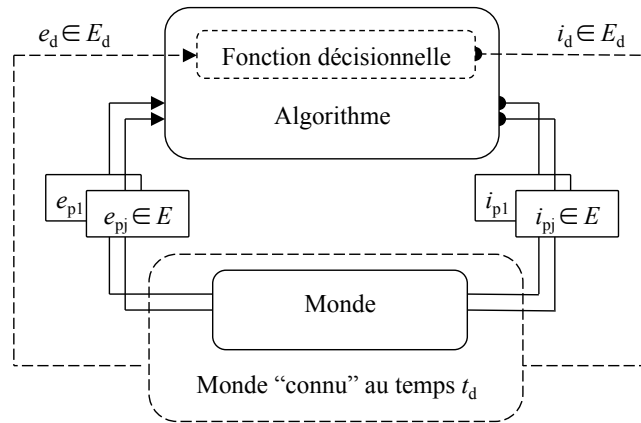 e_d ∈ E_d
i_d ∈ E_d
Fonction décisionnelle
Algorithme
e_p1
e_pj ∈ E
i_p1
i_pj ∈ E
Monde
Monde “connu” au temps t_d